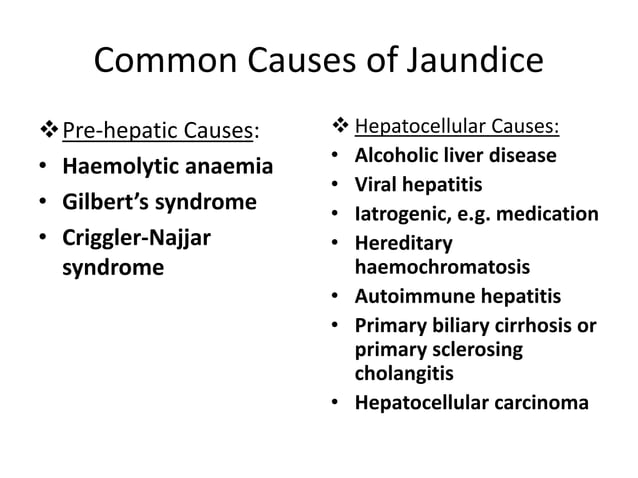 Common Causes of Jaundice
❖Pre-hepatic Causes:
• Haemolytic anaemia
• Gilbert’s syndrome
• Criggler-Najjar
syndrome
❖ Hepatocellular Causes:
• Alcoholic liver disease
• Viral hepatitis
• Iatrogenic, e.g. medication
• Hereditary
haemochromatosis
• Autoimmune hepatitis
• Primary biliary cirrhosis or
primary sclerosing
cholangitis
• Hepatocellular carcinoma